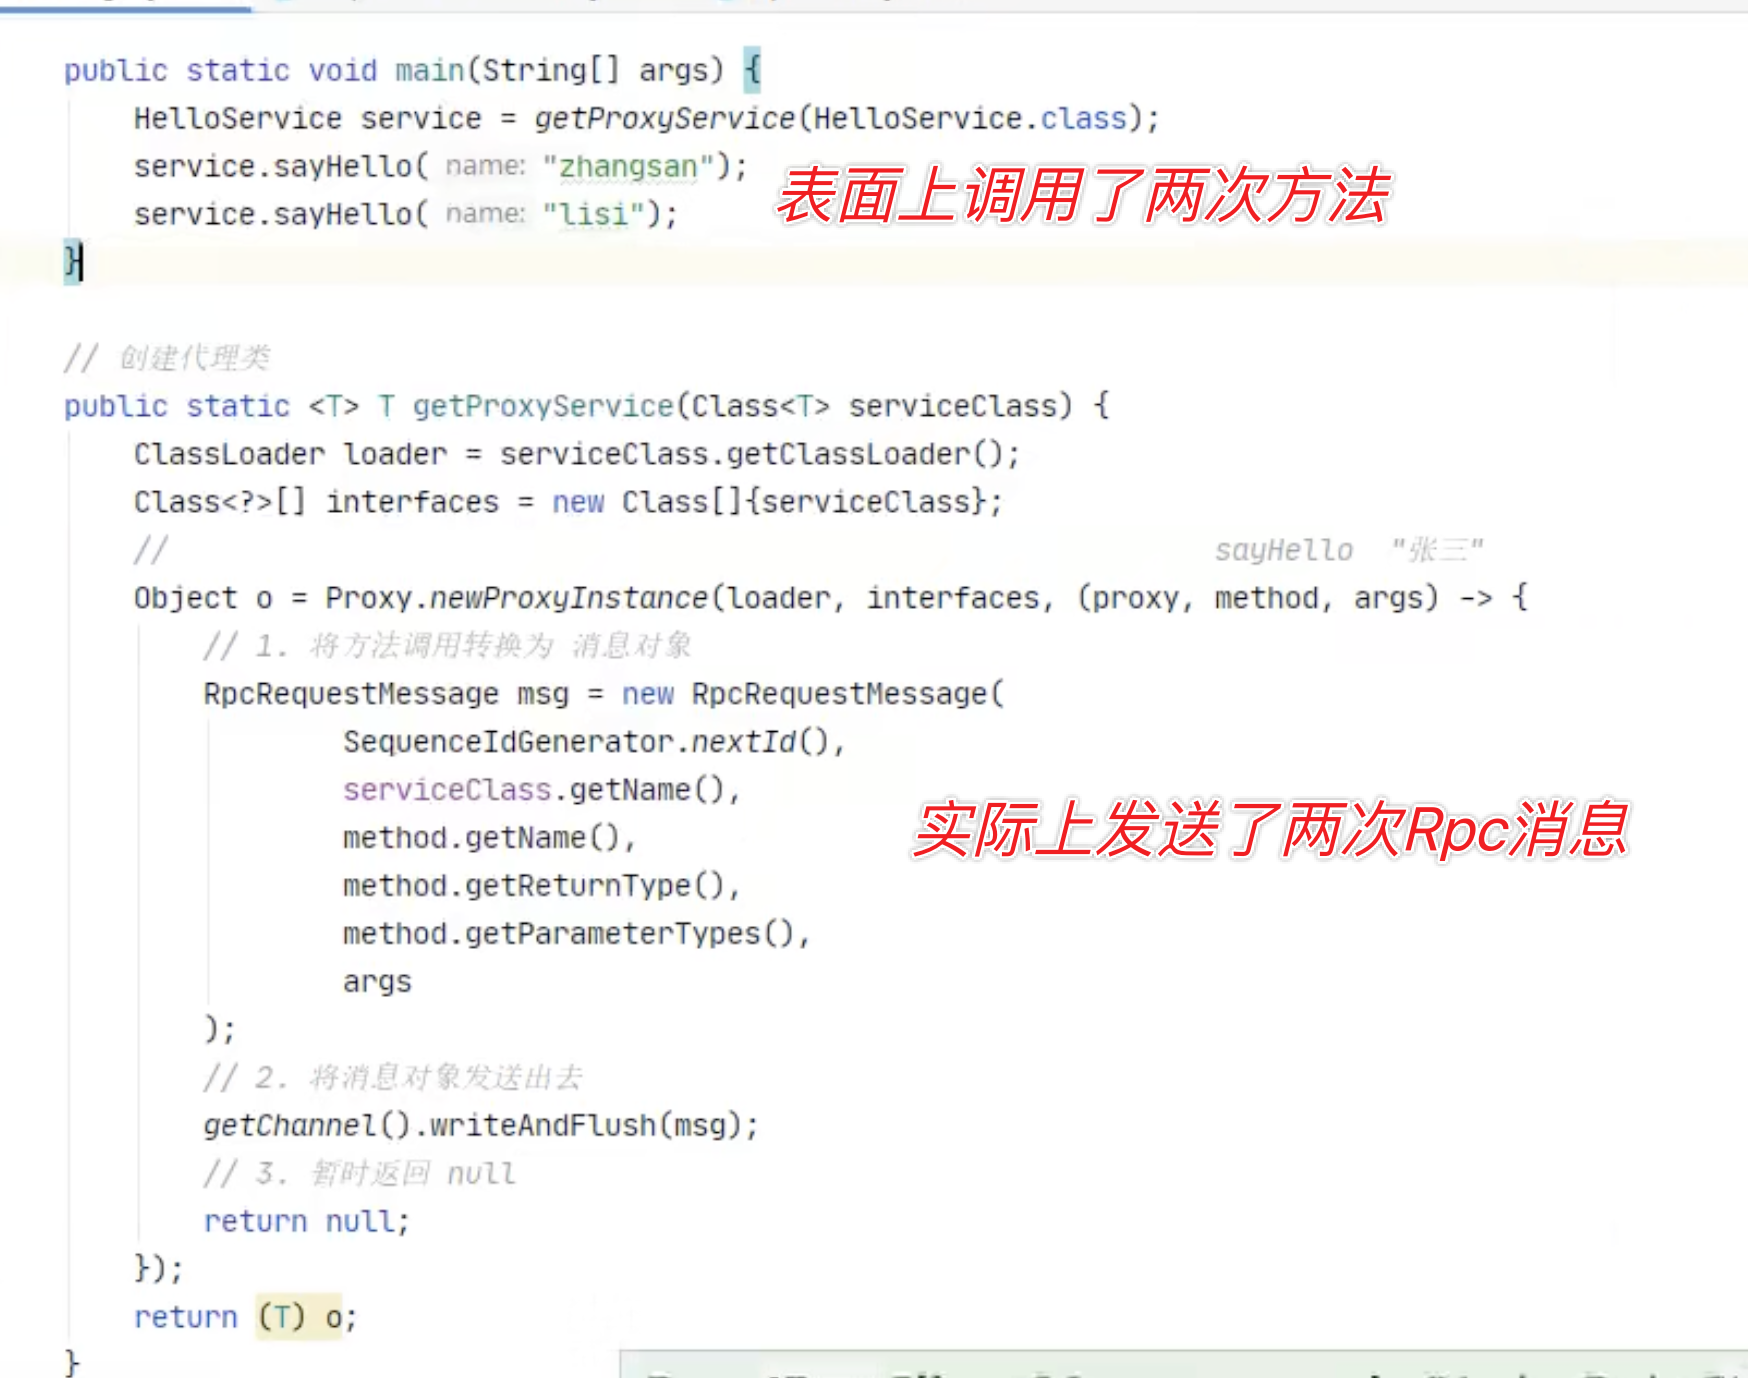 public static void main(String[] args) {
HelloService service = getProxyService(HelloService.class);
service.sayHello( name: "zhangsan");
表面上调用了两次方法
service.sayHello( name: "lisi");
}
// 创建代理类
public static <T> T getProxyService(Class<T> serviceClass) {
ClassLoader loader = serviceClass.getClassLoader();
Class<?>[] interfaces = new Class[]{serviceClass};
// sayHello "张三"
Object o = Proxy.newProxyInstance(loader, interfaces, (proxy, method, args) -> {
// 1. 将方法调用转换为 消息对象
RpcRequestMessage msg = new RpcRequestMessage(
SequenceIdGenerator.nextId(),
serviceClass.getName(),
method.getName(),
实际上发送了两次Rpc消息
method.getReturnType(),
method.getParameterTypes(),
args
);
// 2. 将消息对象发送出去
getChannel().writeAndFlush(msg);
// 3. 暂时返回 null
return null;
});
return (T) o;
}